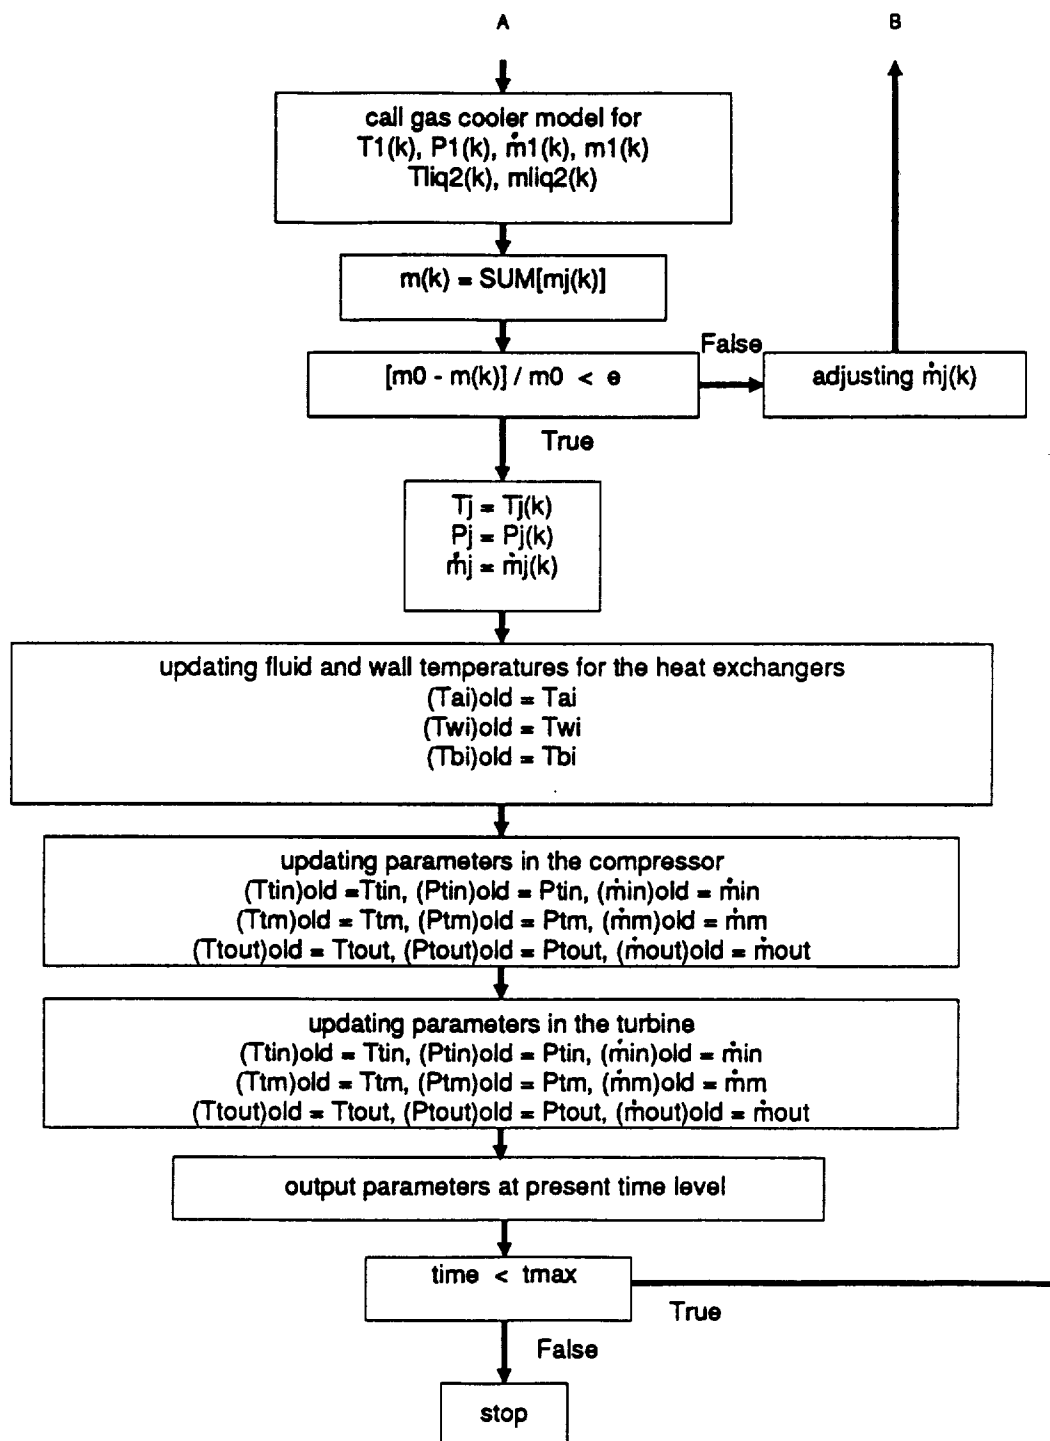 A
B
call gas cooler model for
T1(k), P1(k), ṁ1(k), m1(k)
Tliq2(k), mliq2(k)
m(k) = SUM[mj(k)]
False
[m0 - m(k)] / m0 < e
adjusting ṁj(k)
True
Tj = Tj(k)
Pj = Pj(k)
ṁj = ṁj(k)
updating fluid and wall temperatures for the heat exchangers
(Tai)old = Tai
(Twi)old = Twi
(Tbi)old = Tbi
updating parameters in the compressor
(Ttin)old =Ttin, (Ptin)old = Ptin, (ṁin)old = ṁin
(Ttm)old = Ttm, (Ptm)old = Ptm, (ṁm)old = ṁm
(Ttout)old = Ttout, (Ptout)old = Ptout, (ṁout)old = ṁout
updating parameters in the turbine
(Ttin)old = Ttin, (Ptin)old = Ptin, (ṁin)old = ṁin
(Ttm)old = Ttm, (Ptm)old = Ptm, (ṁm)old = ṁm
(Ttout)old = Ttout, (Ptout)old = Ptout, (ṁout)old = ṁout
output parameters at present time level
time < tmax
True
False
stop